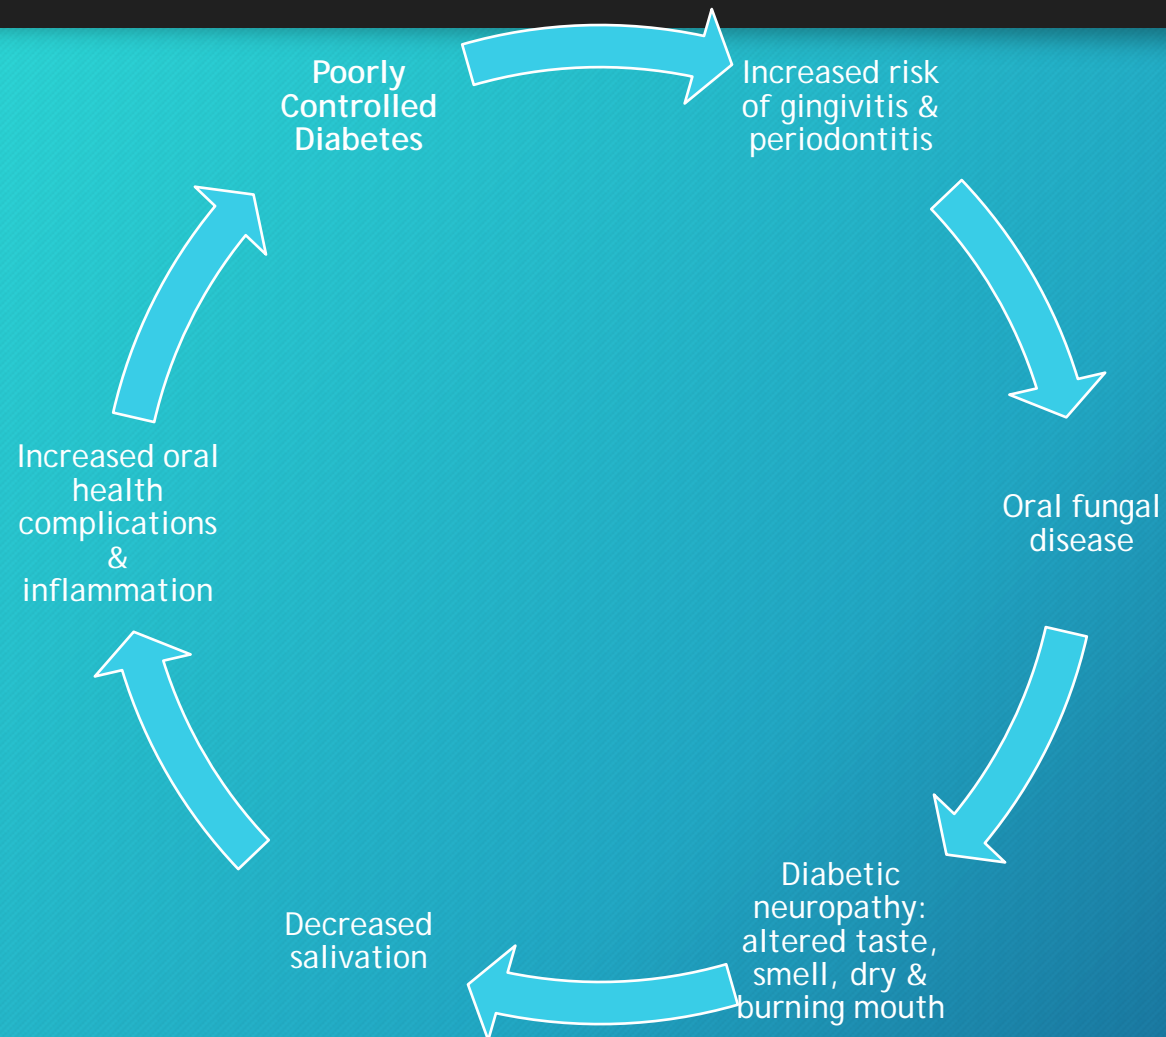 Poorly
Controlled
Diabetes
Increased risk
of gingivitis &
periodontitis
Oral fungal
disease
Diabetic
neuropathy:
altered taste,
smell, dry &
burning mouth
Decreased
salivation
Increased oral
health
complications
&
inflammation